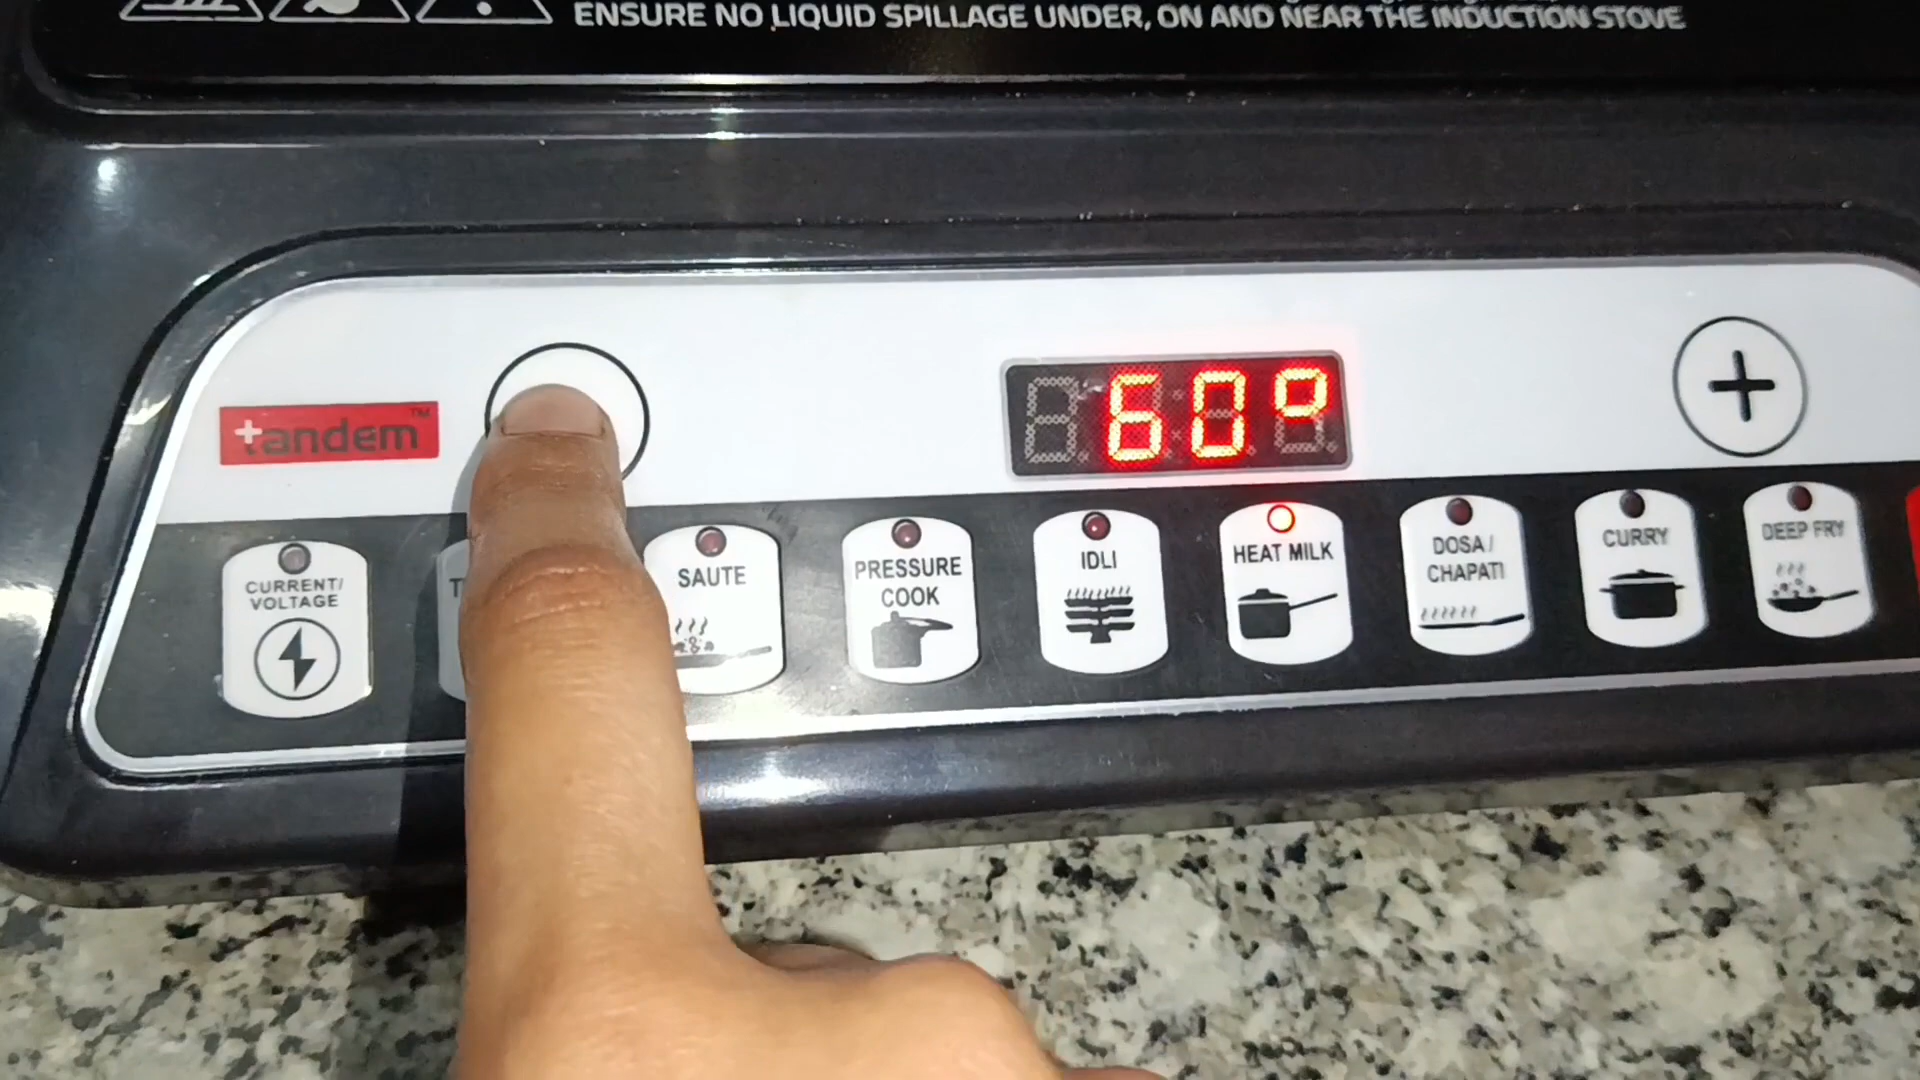 ENSURE NO LIQUID SPILLAGE UNDER, ON AND NEAR THE INDUCTION STOVE
tandem™
60°
+
CURRENT/
VOLTAGE
SAUTE
PRESSURE
COOK
IDLI
HEAT MILK
DOSA/
CHAPATI
CURRY
DEEP FRY